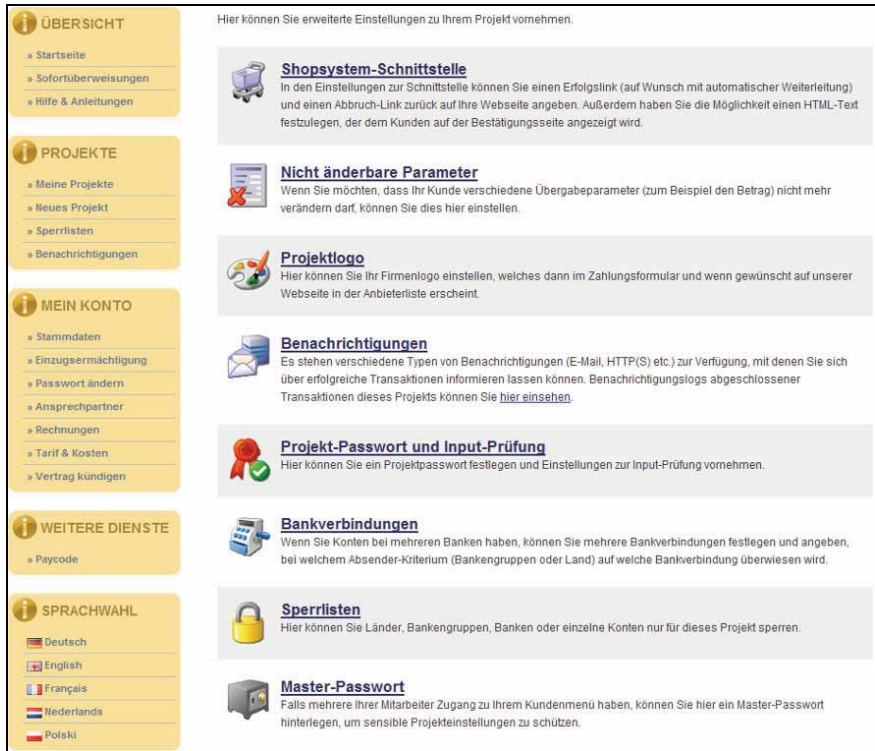 ÜBERSICHT
» Startseite
» Sofortüberweisungen
» Hilfe & Anleitungen
PROJEKTE
» Meine Projekte
» Neues Projekt
» Sperrlisten
» Benachrichtigungen
MEIN KONTO
» Stammdaten
» Einzugsermächtigung
» Passwort ändern
» Ansprechpartner
» Rechnungen
» Tarif & Kosten
» Vertrag kündigen
WEITERE DIENSTE
» Paycode
SPRACHWAHL
Deutsch
English
Français
Nederlands
Polski
Hier können Sie erweiterte Einstellungen zu Ihrem Projekt vornehmen.
Shopsystem-Schnittstelle
In den Einstellungen zur Schnittstelle können Sie einen Erfolgslink (auf Wunsch mit automatischer Weiterleitung)
und einen Abbruch-Link zurück auf Ihre Webseite angeben. Außerdem haben Sie die Möglichkeit einen HTML-Text
festzulegen, der dem Kunden auf der Bestätigungsseite angezeigt wird.
Nicht änderbare Parameter
Wenn Sie möchten, dass Ihr Kunde verschiedene Übergabeparameter (zum Beispiel den Betrag) nicht mehr
verändern darf, können Sie dies hier einstellen.
Projektlogo
Hier können Sie Ihr Firmenlogo einstellen, welches dann im Zahlungsformular und wenn gewünscht auf unserer
Webseite in der Anbieterliste erscheint.
Benachrichtigungen
Es stehen verschiedene Typen von Benachrichtigungen (E-Mail, HTTP(S) etc.) zur Verfügung, mit denen Sie sich
über erfolgreiche Transaktionen informieren lassen können. Benachrichtigungslogs abgeschlossener
Transaktionen dieses Projekts können Sie hier einsehen.
Projekt-Passwort und Input-Prüfung
Hier können Sie ein Projektpasswort festlegen und Einstellungen zur Input-Prüfung vornehmen.
Bankverbindungen
Wenn Sie Konten bei mehreren Banken haben, können Sie mehrere Bankverbindungen festlegen und angeben,
bei welchem Absender-Kriterium (Bankengruppen oder Land) auf welche Bankverbindung überwiesen wird.
Sperrlisten
Hier können Sie Länder, Bankengruppen, Banken oder einzelne Konten nur für dieses Projekt sperren.
Master-Passwort
Falls mehrere Ihrer Mitarbeiter Zugang zu Ihrem Kundenmenü haben, können Sie hier ein Master-Passwort
hinterlegen, um sensible Projekteinstellungen zu schützen.